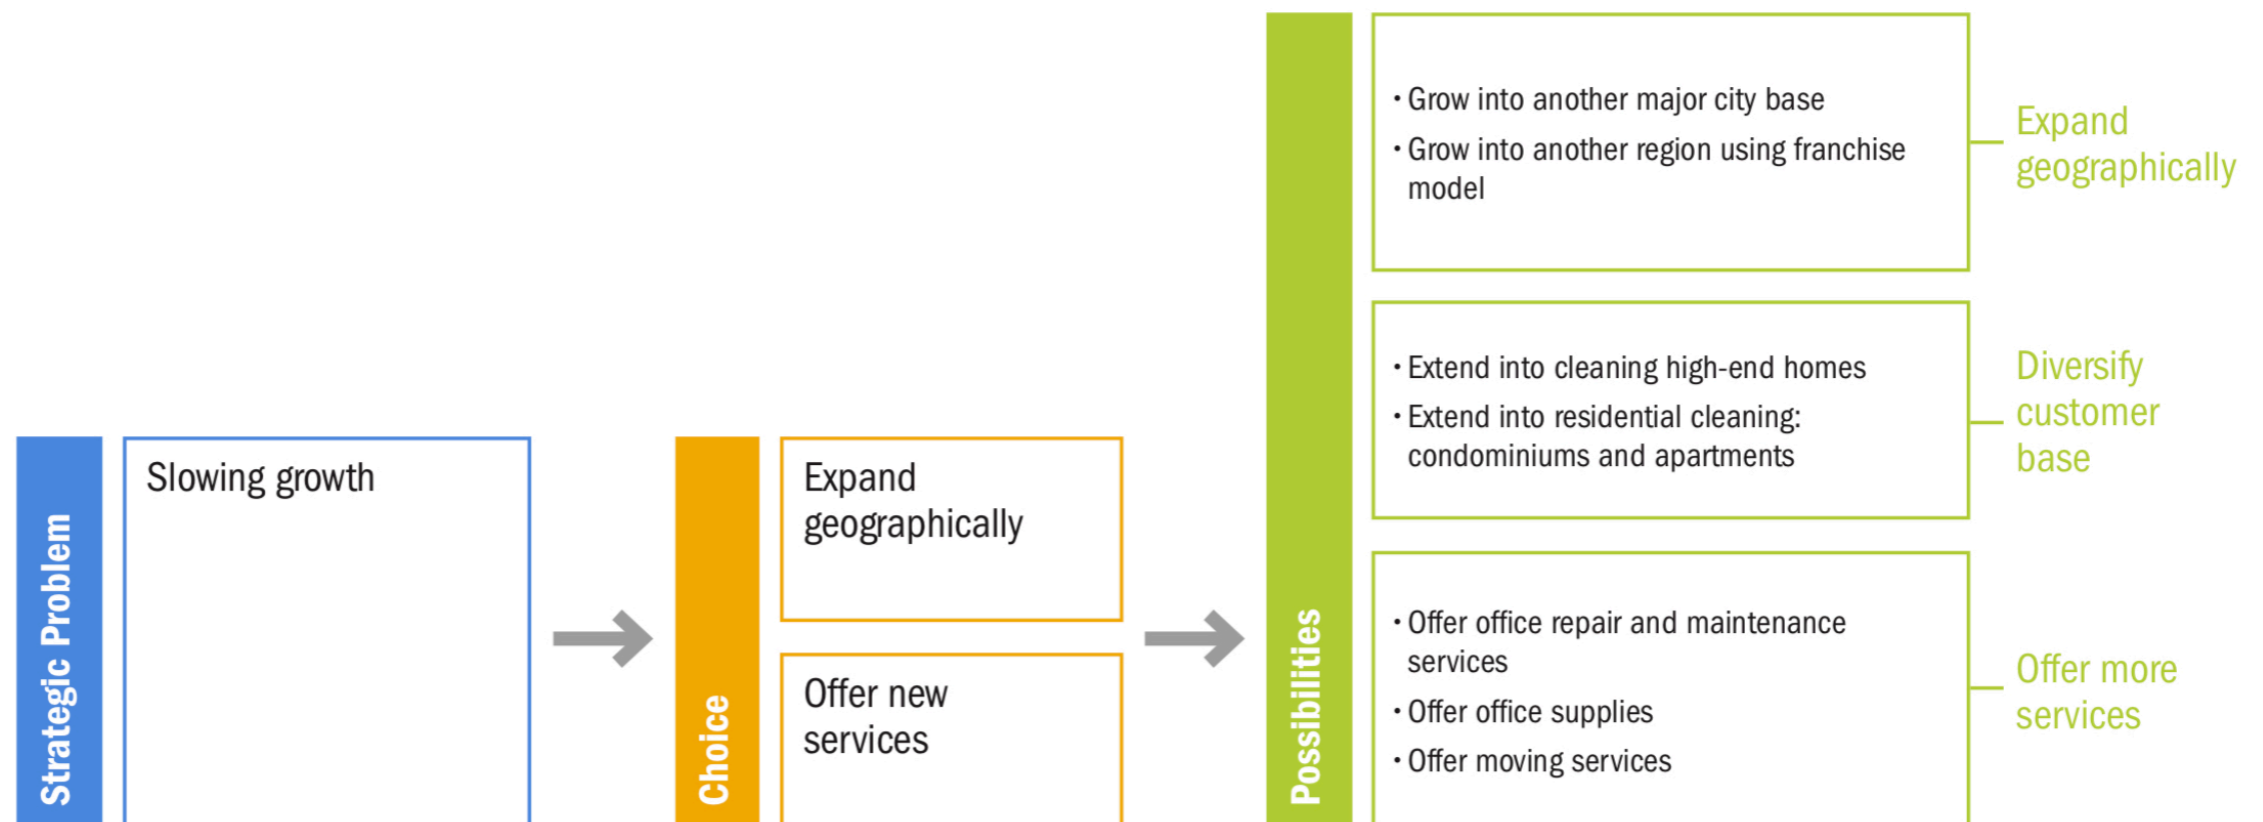 Strategic Problem
Slowing growth
Choice
Expand
geographically
Offer new
services
Possibilities
• Grow into another major city base
• Grow into another region using franchise
model
Expand
geographically
• Extend into cleaning high-end homes
• Extend into residential cleaning:
condominiums and apartments
Diversify
customer
base
• Offer office repair and maintenance
services
• Offer office supplies
• Offer moving services
Offer more
services